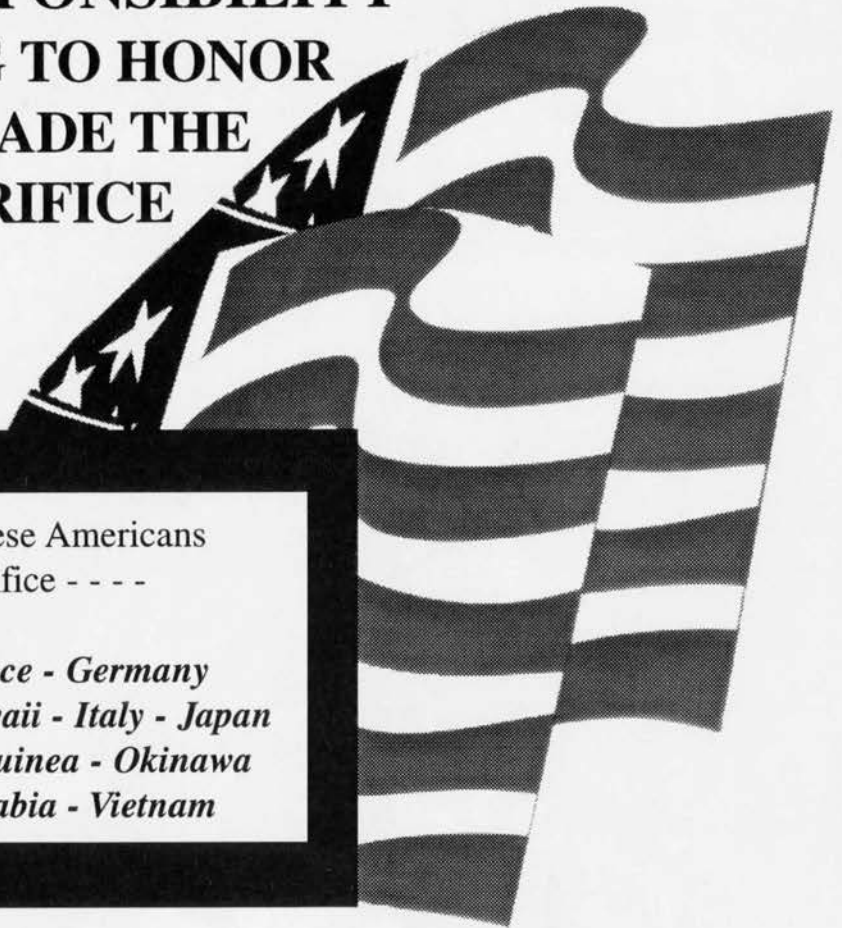 TO HONOR
ADE THE
RIFICE
ese Americans
fice - - - -
ce - Germany
aii - Italy - Japan
uinea - Okinawa
abia - Vietnam